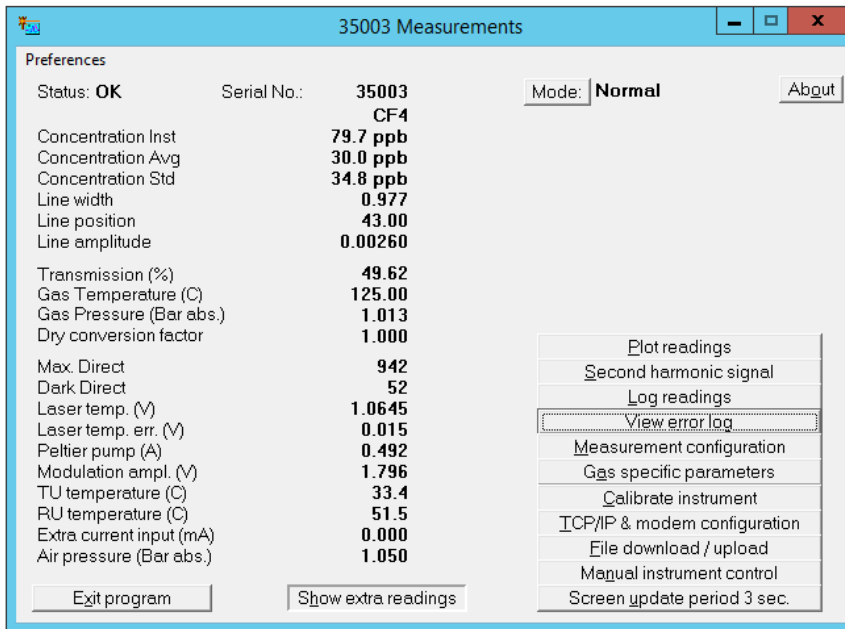 35003 Measurements
Preferences
Status: OK Serial No.: 35003 Mode: Normal About
CF4
Concentration Inst 79.7 ppb
Concentration Avg 30.0 ppb
Concentration Std 34.8 ppb
Line width 0.977
Line position 43.00
Line amplitude 0.00260
Transmission (%) 49.62
Gas Temperature (C) 125.00
Gas Pressure (Bar abs.) 1.013
Dry conversion factor 1.000
Max. Direct 942
Dark Direct 52
Laser temp. (V) 1.0645
Laser temp. err. (V) 0.015
Peltier pump (A) 0.492
Modulation ampl. (V) 1.796
TU temperature (C) 33.4
RU temperature (C) 51.5
Extra current input (mA) 0.000
Air pressure (Bar abs.) 1.050
Plot readings
Second harmonic signal
Log readings
View error log
Measurement configuration
Gas specific parameters
Calibrate instrument
TCP/IP & modem configuration
File download / upload
Manual instrument control
Exit program Show extra readings Screen update period 3 sec.